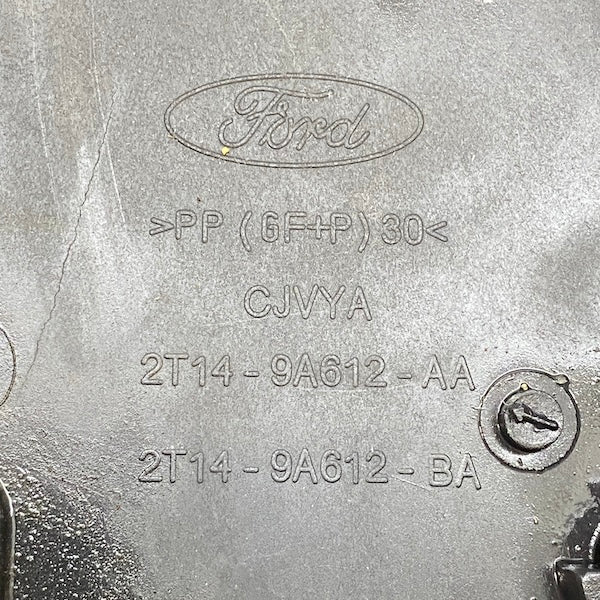 Ford
>PP(GF+P)30<
CJVYA
2T14-9A612-AA
2T14-9A612-BA